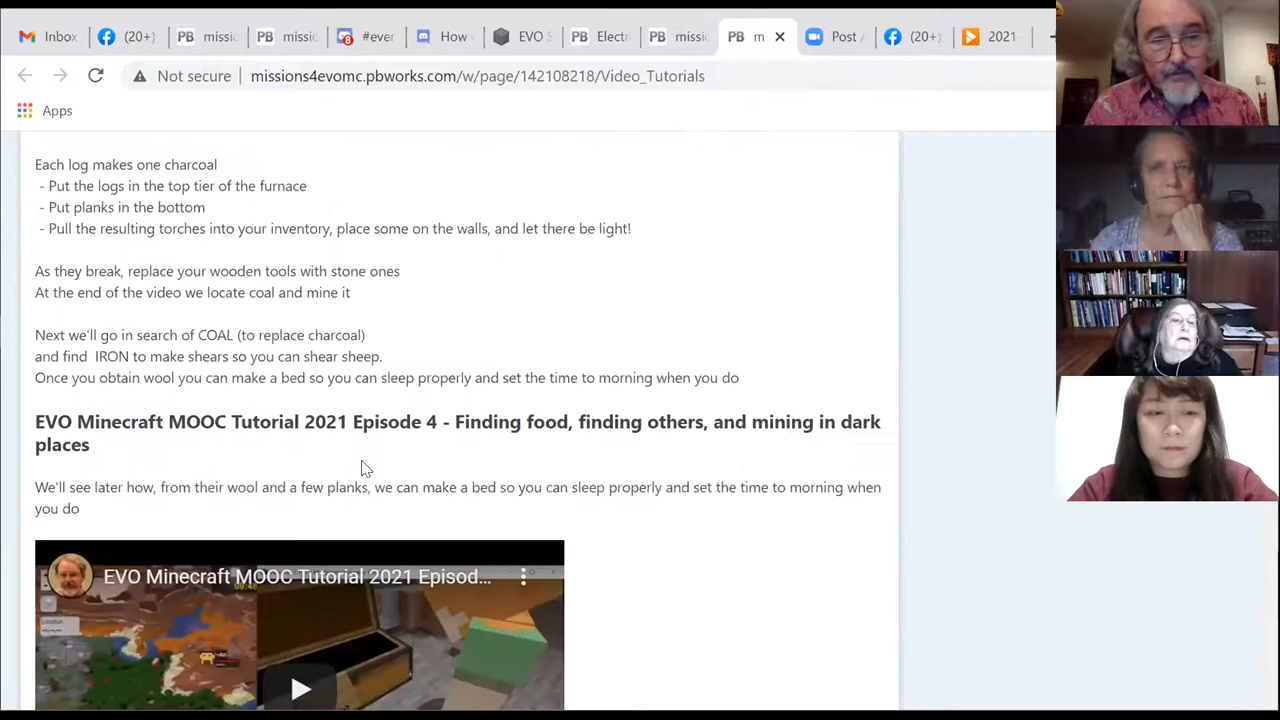 Inbo
(20+)
missio
missio
#ever
How
EVO S
Electr
missio
m
Post
(20+)
2021
Not secure
missions4evomc.pbworks.com/w/page/142108218/Video_Tutorials
Apps
Each log makes one charcoal
- Put the logs in the top tier of the furnace
- Put planks in the bottom
- Pull the resulting torches into your inventory, place some on the walls, and let there be light!
As they break, replace your wooden tools with stone ones
At the end of the video we locate coal and mine it
Next we'll go in search of COAL (to replace charcoal)
and find IRON to make shears so you can shear sheep.
Once you obtain wool you can make a bed so you can sleep properly and set the time to morning when you do
EVO Minecraft MOOC Tutorial 2021 Episode 4 - Finding food, finding others, and mining in dark
places
We'll see later how, from their wool and a few planks, we can make a bed so you can sleep properly and set the time to morning when
you do
EVO Minecraft MOOC Tutorial 2021 Episod...